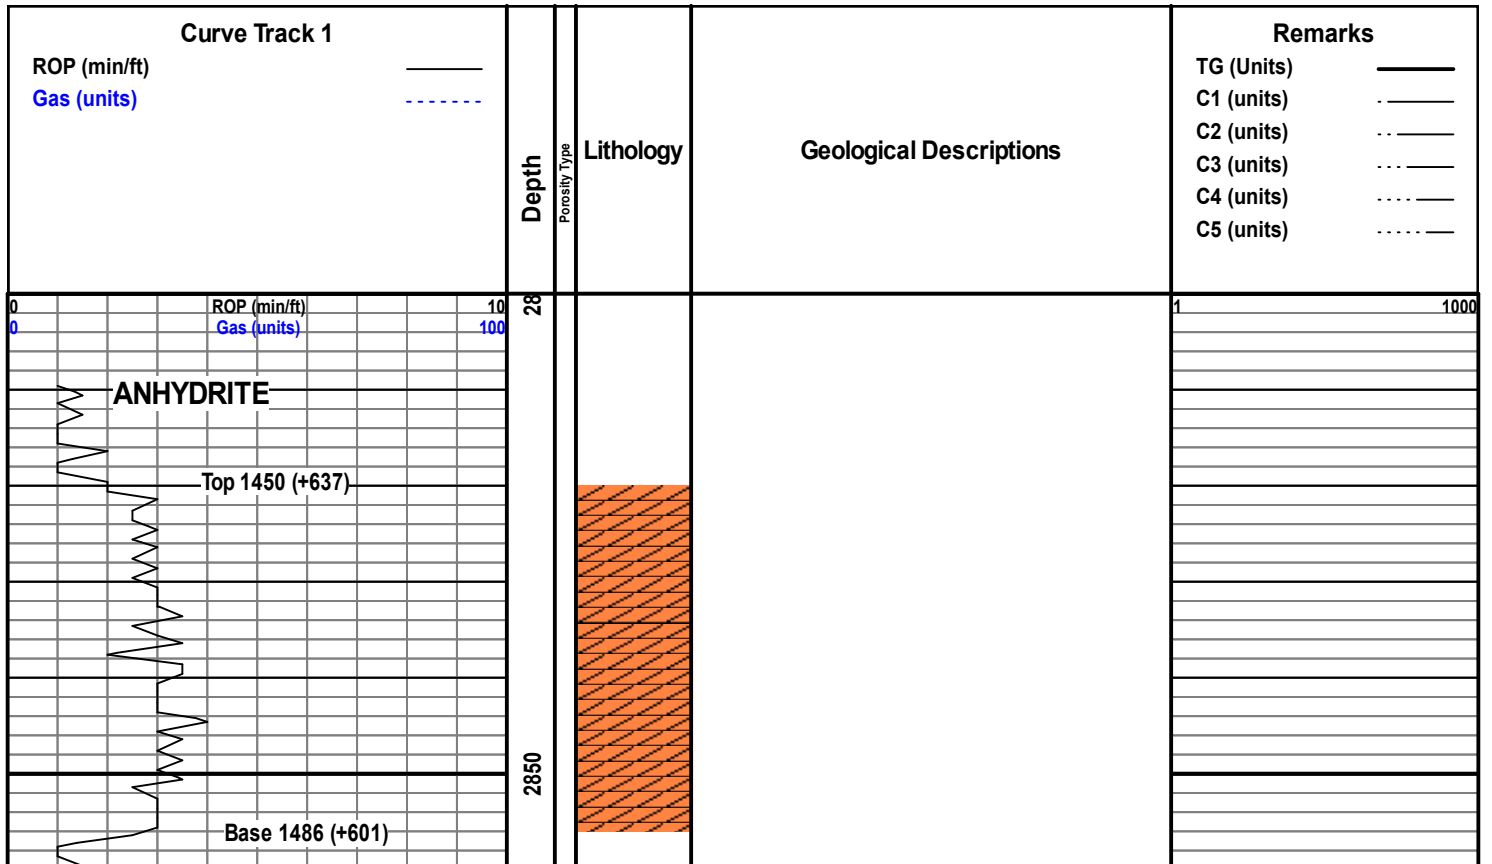 Curve Track 1
ROP (min/ft)
Gas (units)
Depth
Porosity Type
Lithology
Geological Descriptions
Remarks
TG (Units)
C1 (units)
C2 (units)
C3 (units)
C4 (units)
C5 (units)
0 ROP (min/ft) 10
0 Gas (units) 100
28
1 1000
ANHYDRITE
Top 1450 (+637)
2850
Base 1486 (+601)